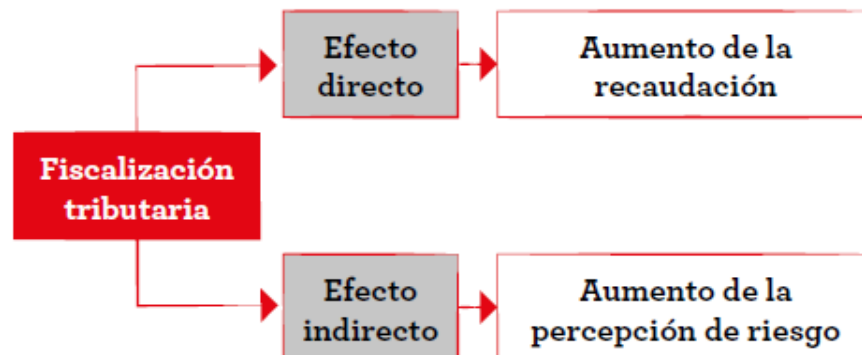 Efecto
directo
Aumento de la
recaudación
Fiscalización
tributaria
Efecto
indirecto
Aumento de la
percepción de riesgo